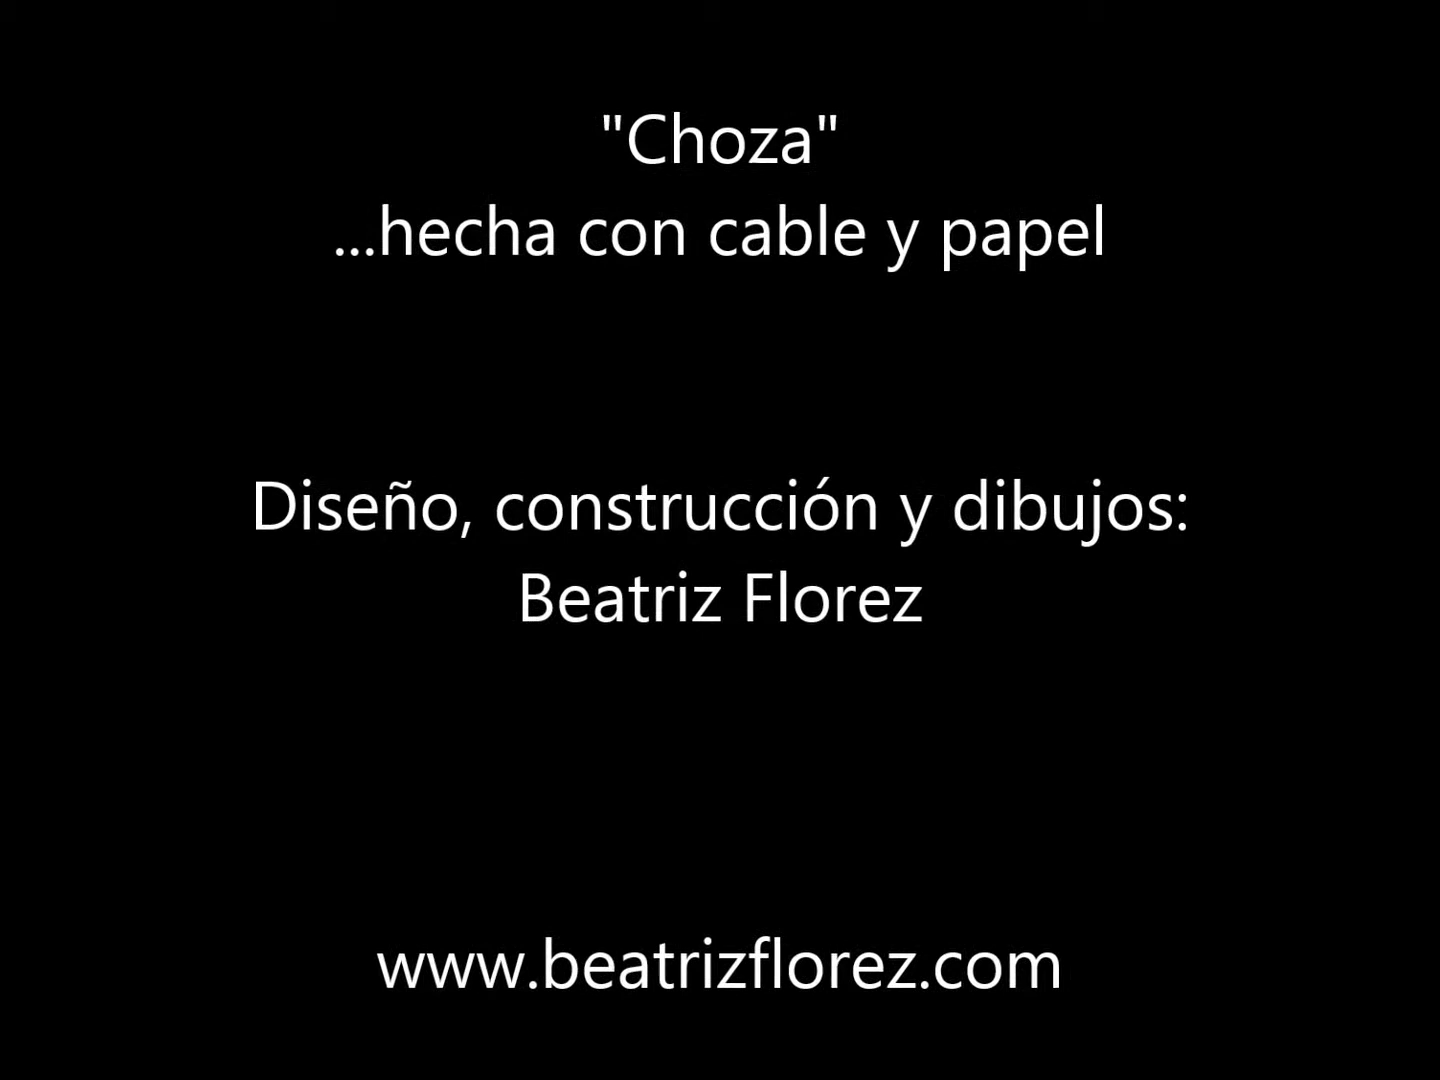 "Choza"
...hecha con cable y papel
Diseño, construcción y dibujos:
Beatriz Florez
www.beatrizflorez.com